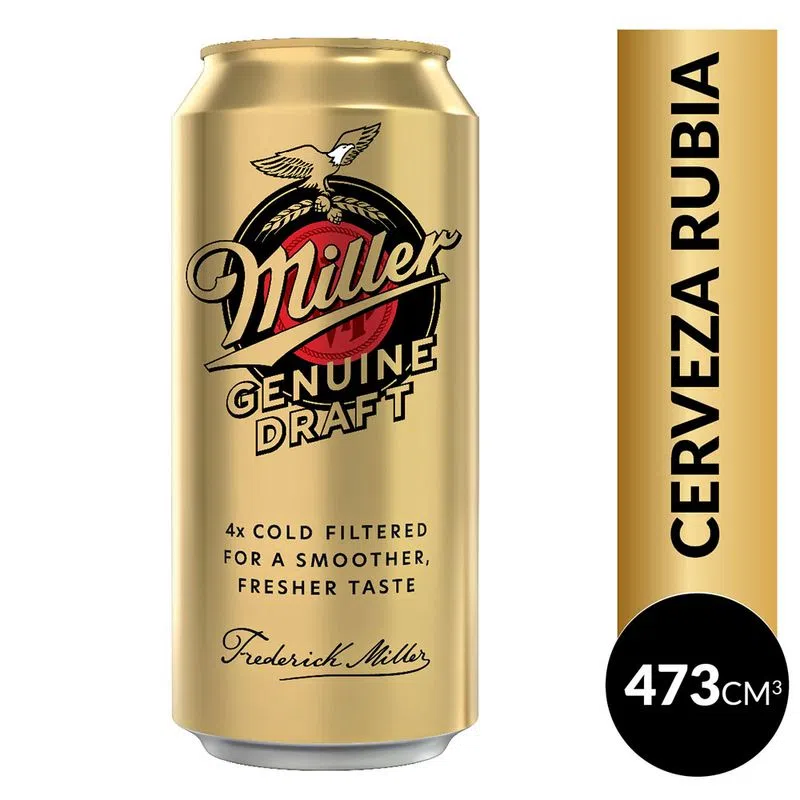 Miller
GENUINE
DRAFT
4x COLD FILTERED
FOR A SMOOTHER,
FRESHER TASTE
Frederick Miller
CERVEZA RUBIA
473CM³